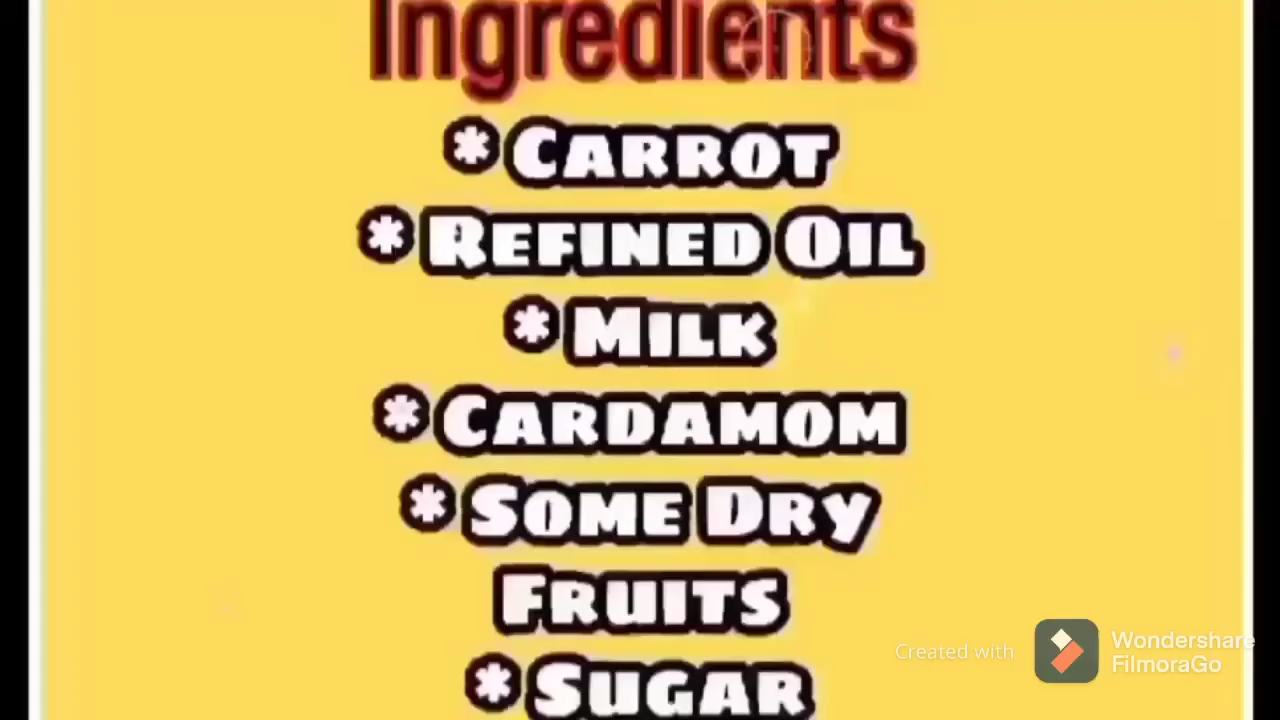 Ingredients
* CARROT
* REFINED OIL
* MILK
* CARDAMOM
* SOME DRY
FRUITS
* SUGAR
Created with
Wondershare
FilmoraGo